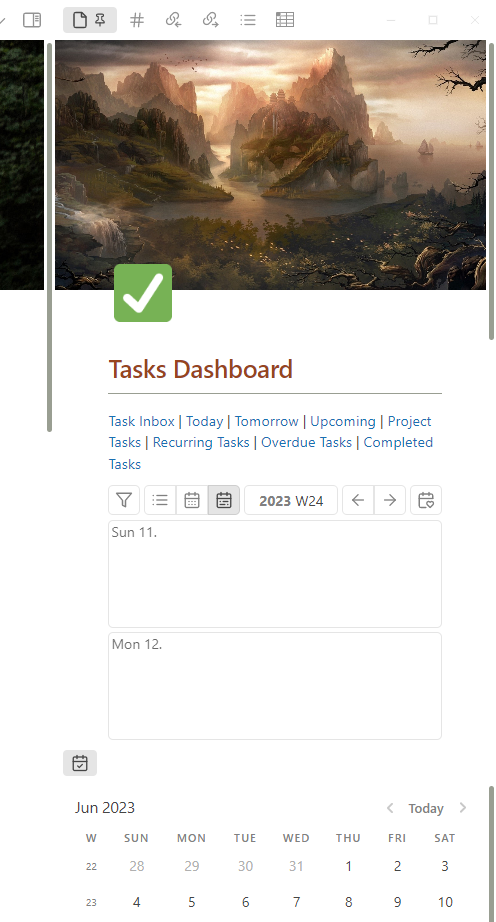 Tasks Dashboard
Task Inbox | Today | Tomorrow | Upcoming | Project
Tasks | Recurring Tasks | Overdue Tasks | Completed
Tasks
2023 W24
Sun 11.
Mon 12.
Jun 2023 Today
W SUN MON TUE WED THU FRI SAT
22 28 29 30 31 1 2 3
23 4 5 6 7 8 9 10